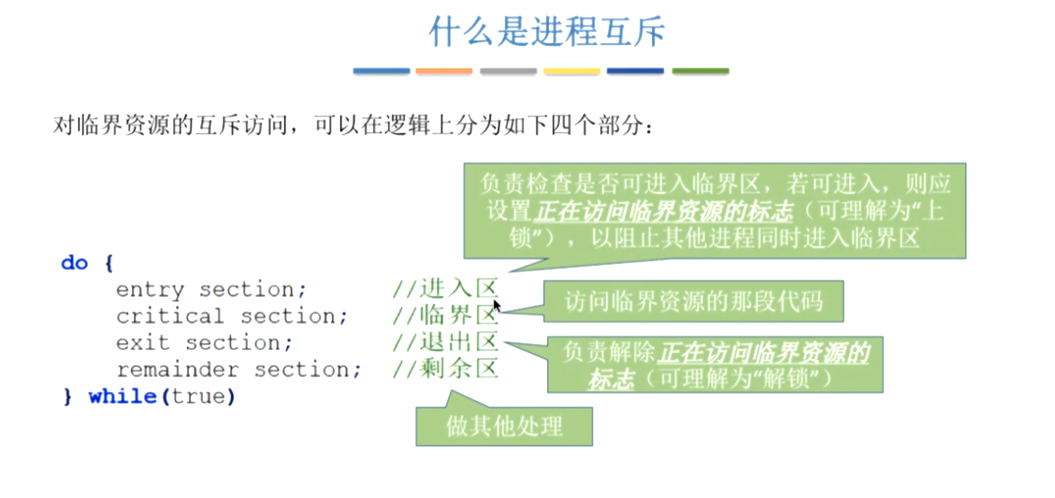 什么是进程互斥
对临界资源的互斥访问，可以在逻辑上分为如下四个部分：
负责检查是否可进入临界区，若可进入，则应
设置正在访问临界资源的标志（可理解为“上
锁”），以阻止其他进程同时进入临界区
do {
entry section; //进入区
访问临界资源的那段代码
critical section; //临界区
exit section; //退出区
负责解除正在访问临界资源的
标志（可理解为“解锁”）
remainder section; //剩余区
} while(true)
做其他处理